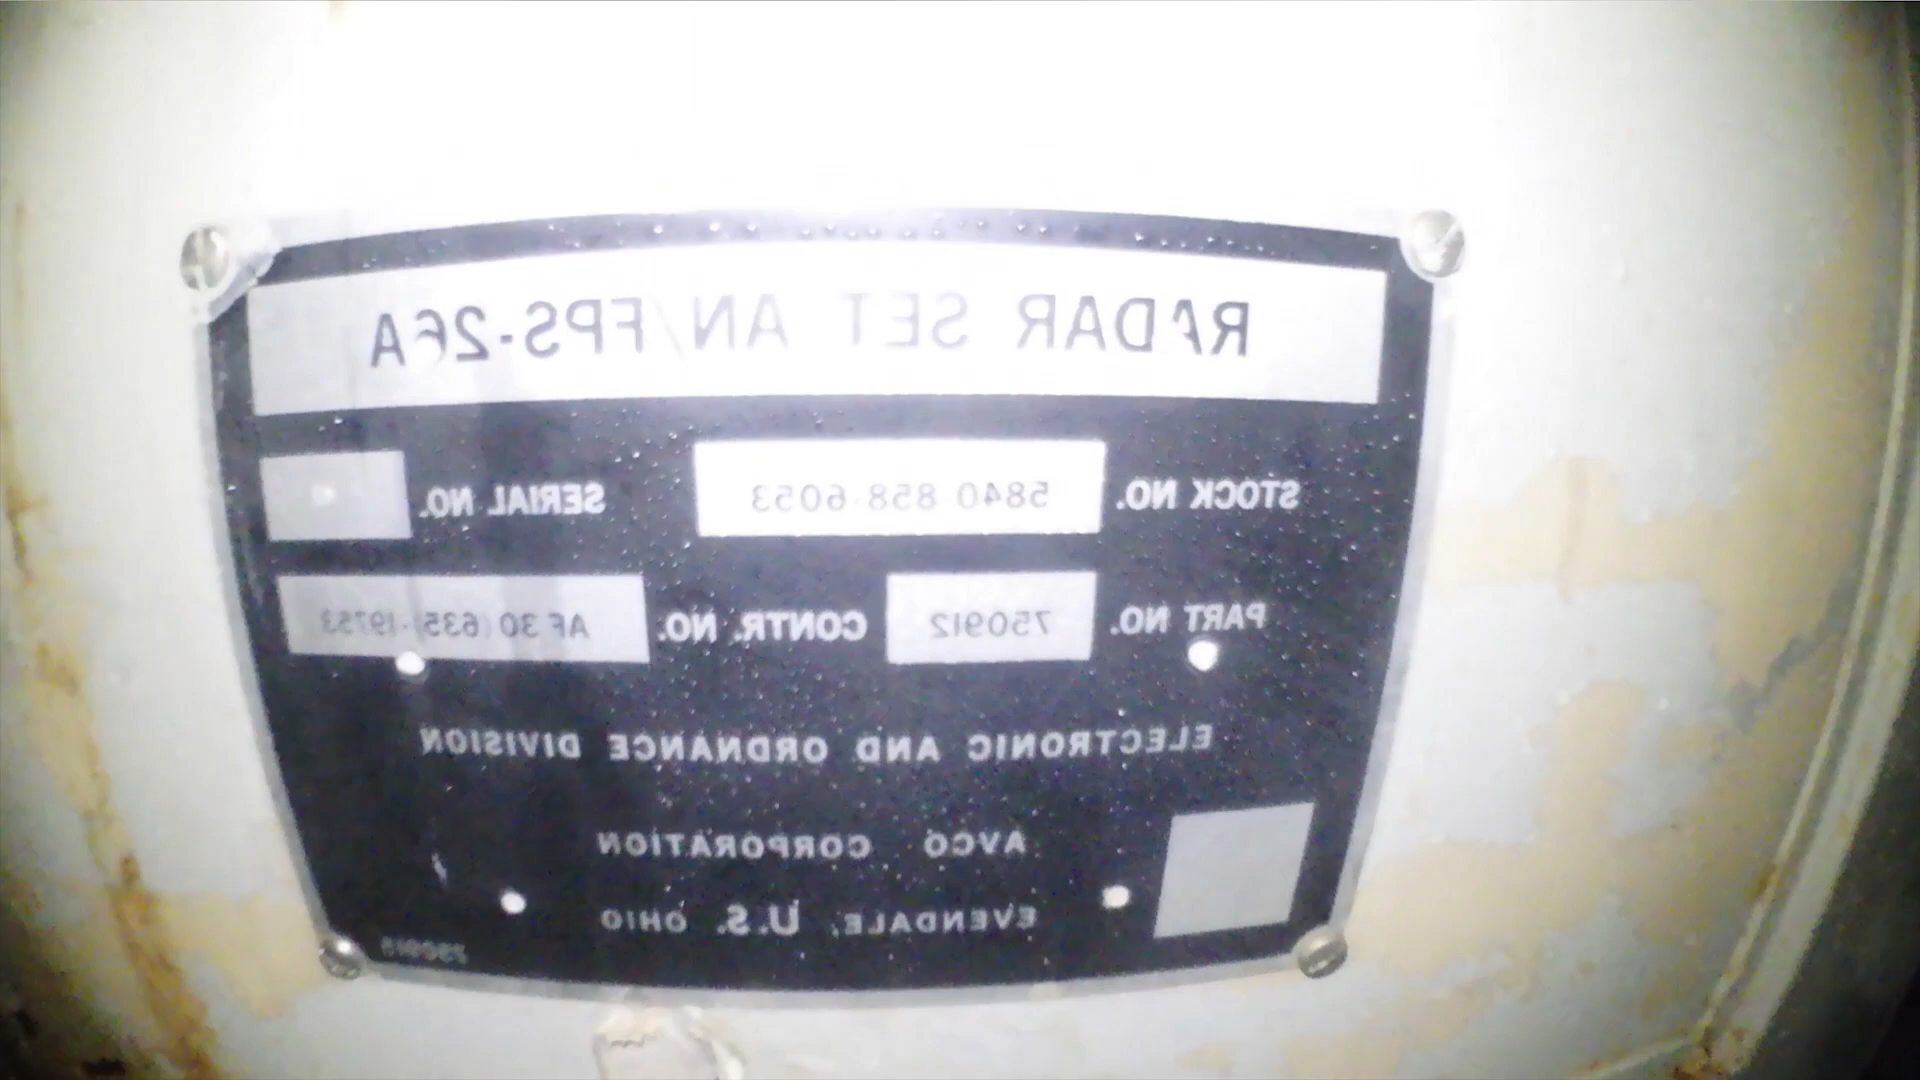 RADAR SET AN/FPS-26A
STOCK NO. 5840 858 6053 SERIAL NO.
PART NO. 750912 CONTR. NO. AF 30(635)-19753
ELECTRONIC AND ORDNANCE DIVISION
AVCO CORPORATION
EVENDALE, U.S. OHIO